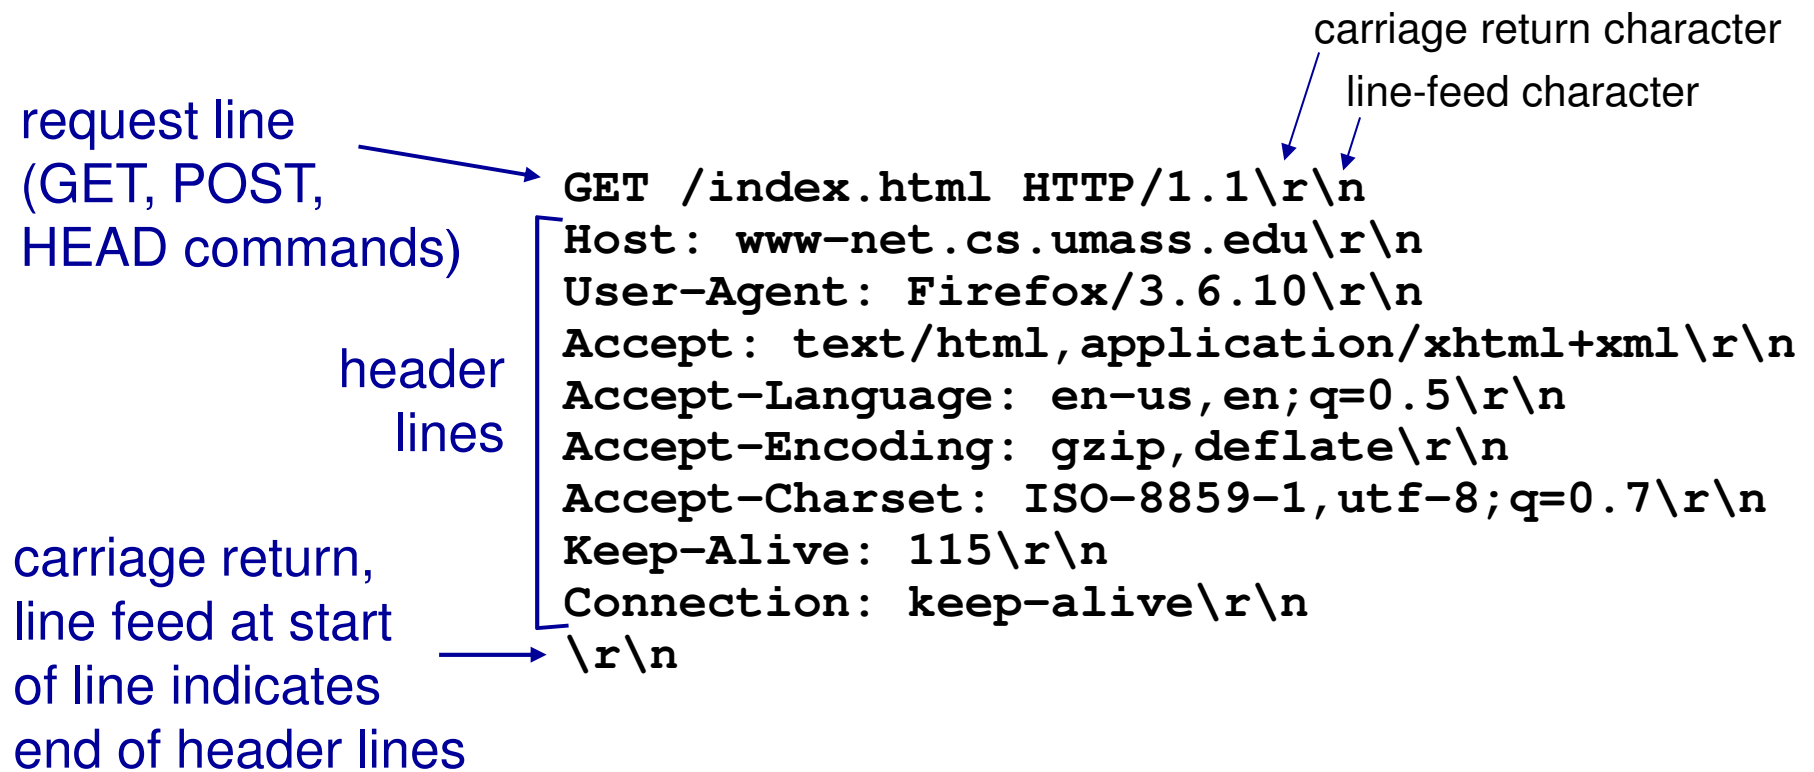 carriage return character
line-feed character
request line
(GET, POST,
HEAD commands)
GET /index.html HTTP/1.1\r\n
Host: www-net.cs.umass.edu\r\n
User-Agent: Firefox/3.6.10\r\n
Accept: text/html,application/xhtml+xml\r\n
Accept-Language: en-us,en;q=0.5\r\n
Accept-Encoding: gzip,deflate\r\n
Accept-Charset: ISO-8859-1,utf-8;q=0.7\r\n
Keep-Alive: 115\r\n
Connection: keep-alive\r\n
\r\n
header
lines
carriage return,
line feed at start
of line indicates
end of header lines